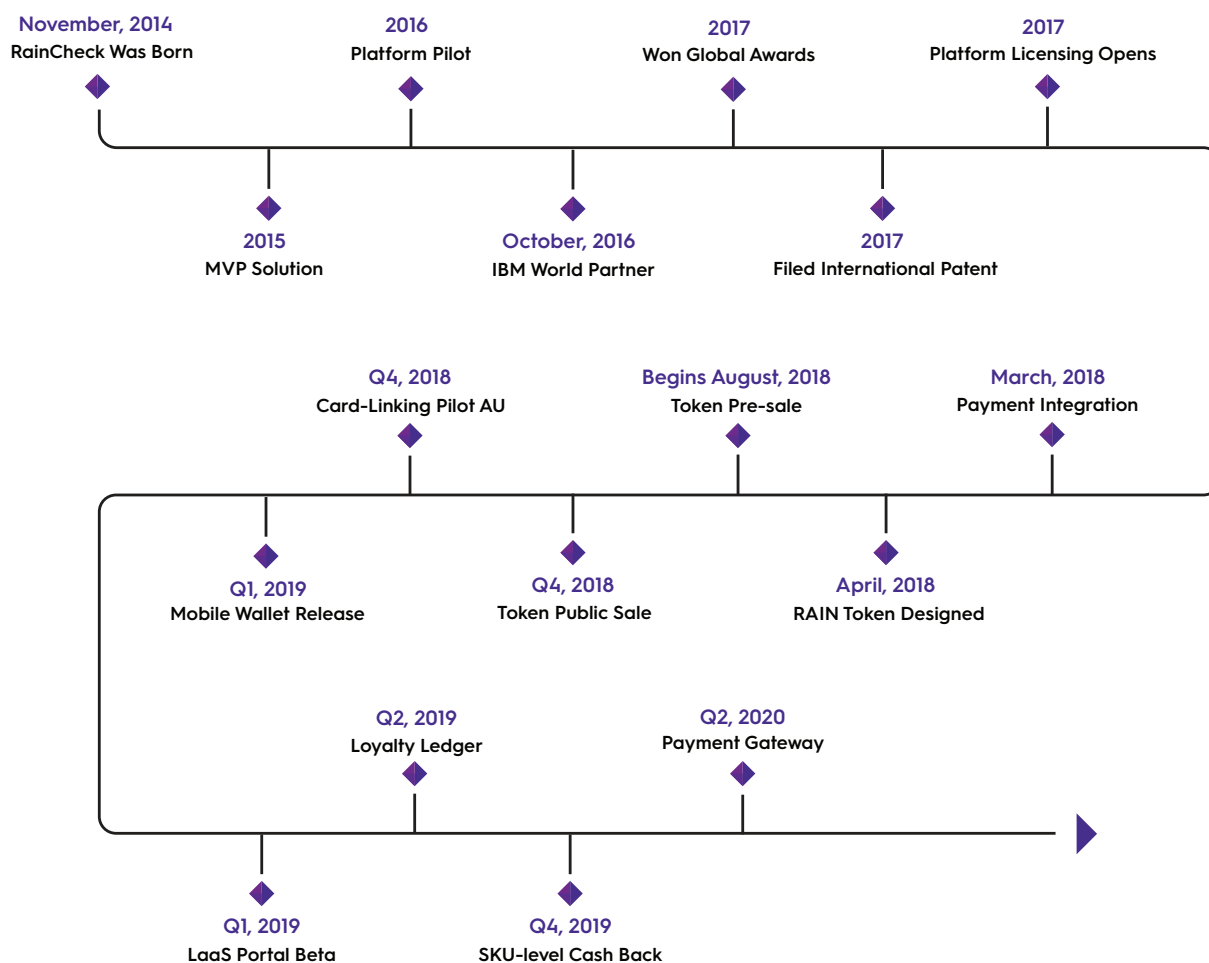 November, 2014
RainCheck Was Born
2016
Platform Pilot
2017
Won Global Awards
2017
Platform Licensing Opens
2015
MVP Solution
October, 2016
IBM World Partner
2017
Filed International Patent
Q4, 2018
Card-Linking Pilot AU
Begins August, 2018
Token Pre-sale
March, 2018
Payment Integration
Q1, 2019
Mobile Wallet Release
Q4, 2018
Token Public Sale
April, 2018
RAIN Token Designed
Q2, 2019
Loyalty Ledger
Q2, 2020
Payment Gateway
Q1, 2019
LaaS Portal Beta
Q4, 2019
SKU-level Cash Back